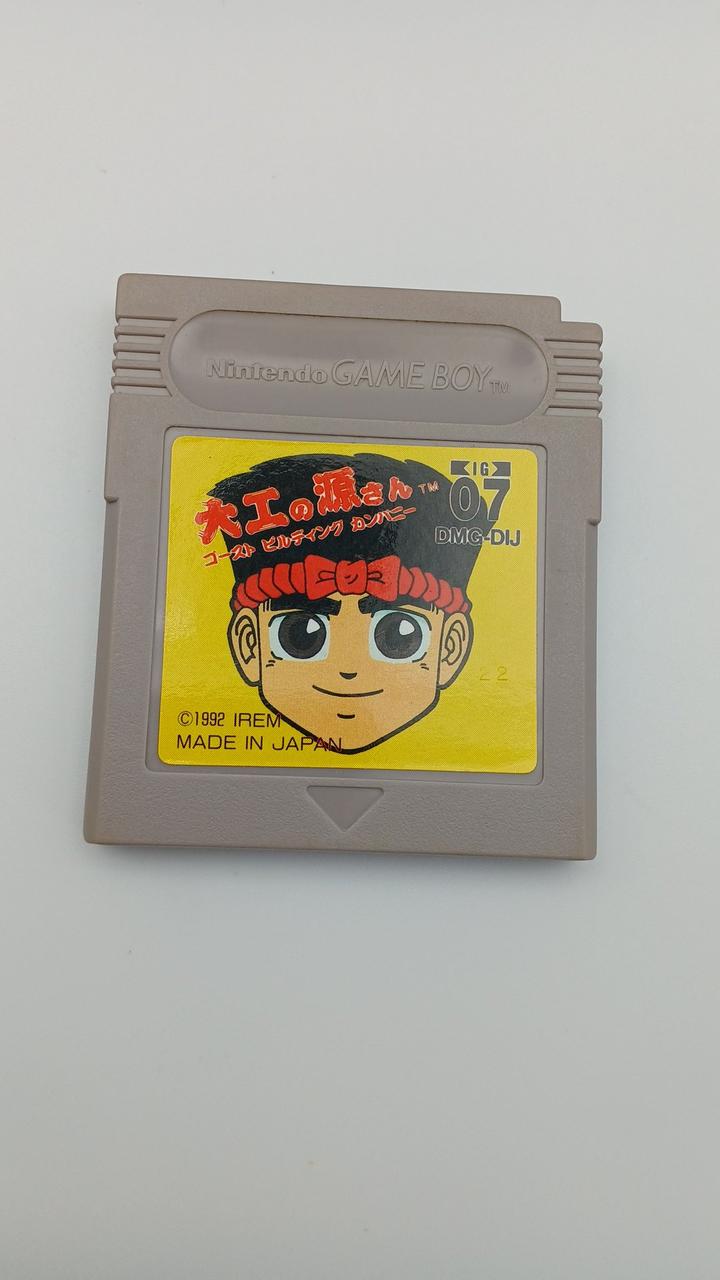 Nintendo GAME BOY TM
IG
07
DMG-DIJ
大工の源さん TM
ゴースト ビルディング カンパニー
22
©1992 IREM
MADE IN JAPAN